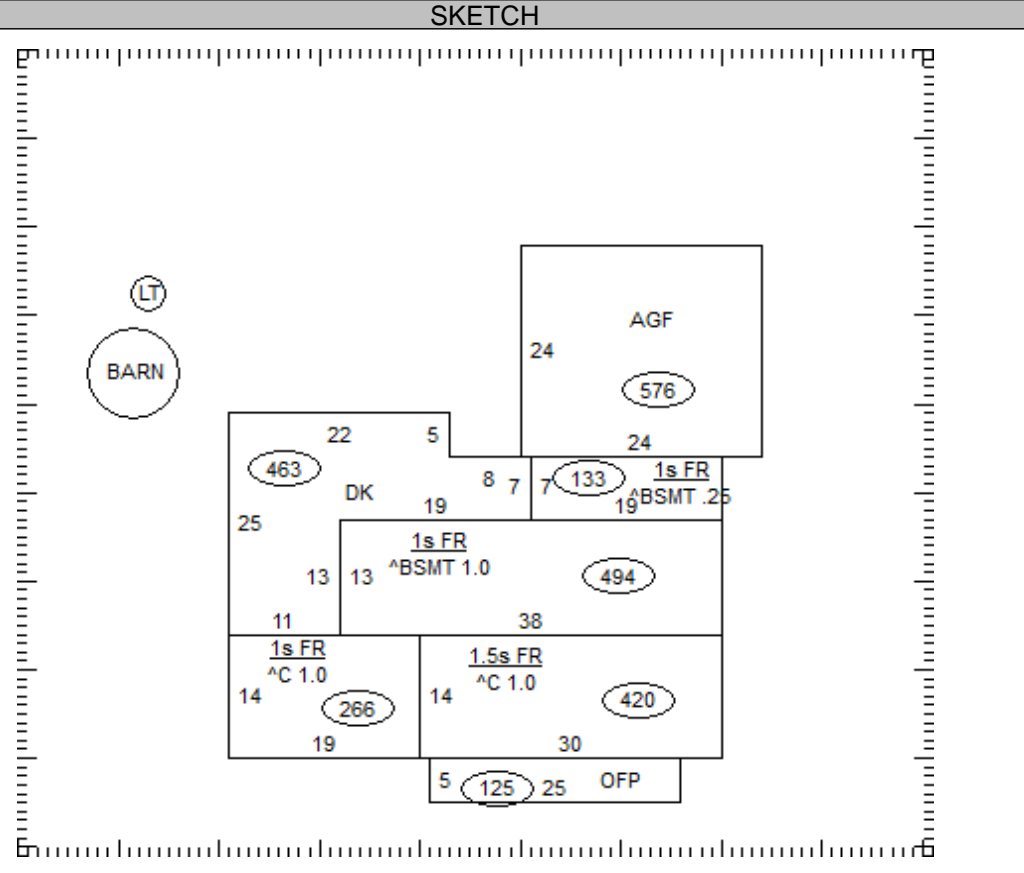 SKETCH
LT
BARN
AGF
24
576
24
22
5
463
DK
8
7
19
25
7
133
1s FR
^BSMT .25
19
1s FR
^BSMT 1.0
13
13
494
11
38
1s FR
^C 1.0
14
266
19
1.5s FR
^C 1.0
14
420
30
5
125
25
OFP